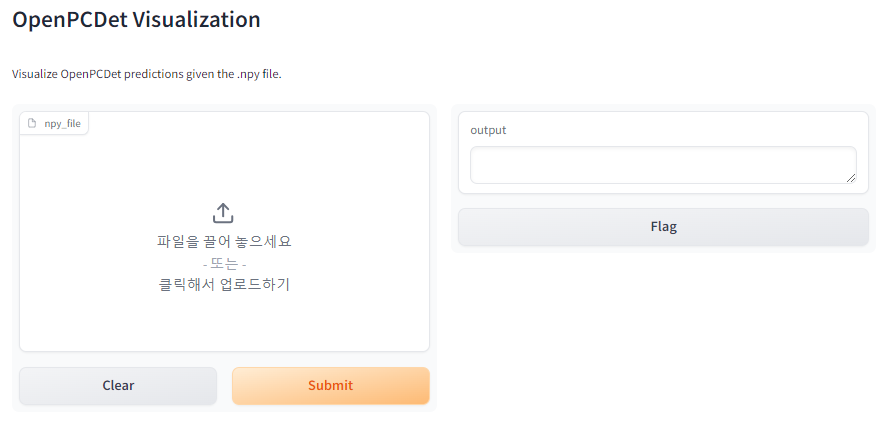 OpenPCDet Visualization
Visualize OpenPCDet predictions given the .npy file.
npy_file
파일을 끌어 놓으세요
- 또는 -
클릭해서 업로드하기
Clear
Submit
output
Flag